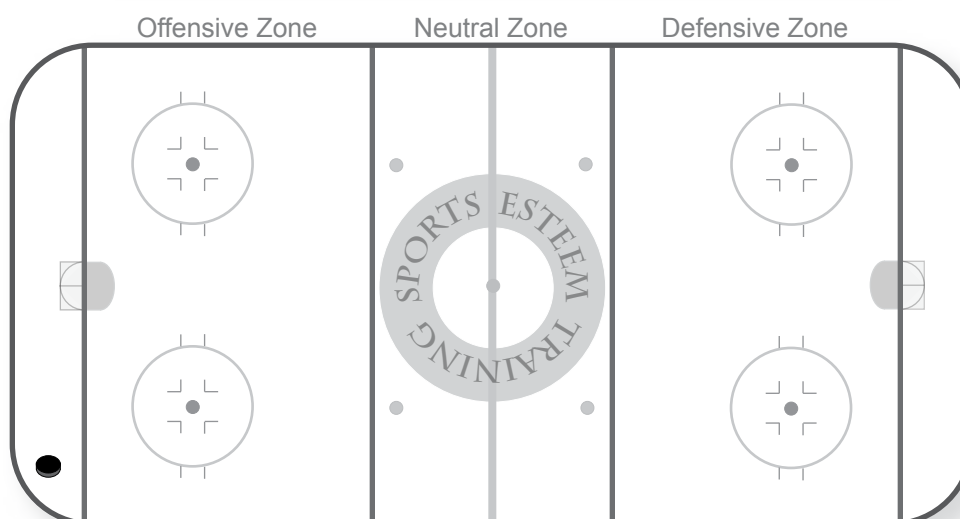 Offensive Zone
Neutral Zone
Defensive Zone
SPORTS ESTEEM TRAINING